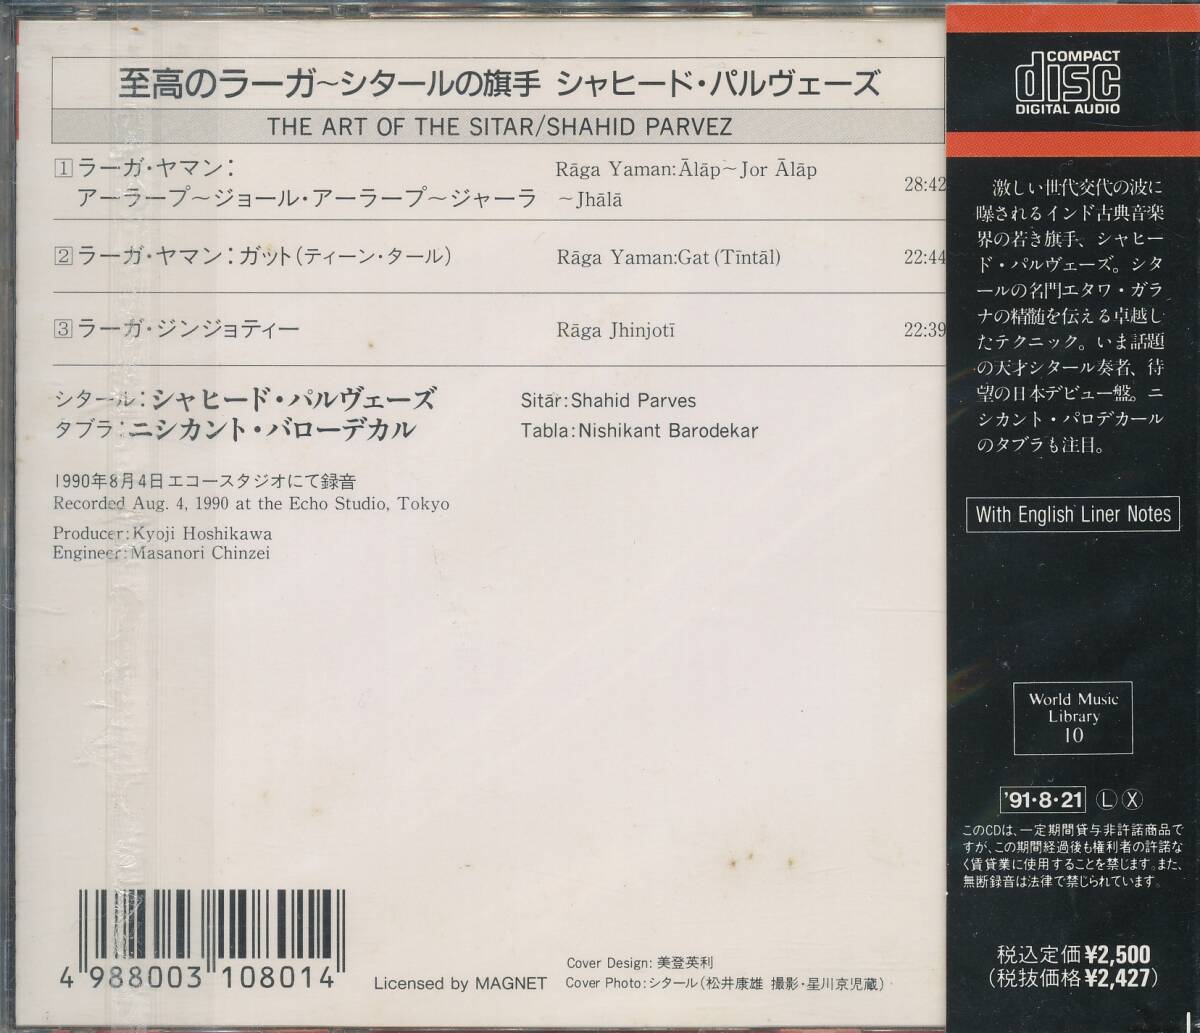 至高のラーガ~シタールの旗手 シャヒード・パルヴェーズ
THE ART OF THE SITAR/SHAHID PARVEZ
1 ラーガ・ヤマン:
アーラープ~ジョール・アーラープ~ジャーラ
Rāga Yaman:Ālāp~Jor Ālāp
~Jhālā
28:42
2 ラーガ・ヤマン:ガット(ティーン・タール)
Rāga Yaman:Gat (Tīntāl)
22:44
3 ラーガ・ジンジョティー
Rāga Jhinjotī
22:39
シタール:シャヒード・パルヴェーズ
Sitār:Shahid Parves
タブラ:ニシカント・バローデカル
Tabla:Nishikant Barodekar
1990年8月4日エコースタジオにて録音
Recorded Aug. 4, 1990 at the Echo Studio, Tokyo
Producer:Kyoji Hoshikawa
Engineer:Masanori Chinzei
4 988003 108014
Licensed by MAGNET
Cover Design:美登英利
Cover Photo:シタール(松井康雄 撮影・星川京児蔵)
COMPACT
disc
DIGITAL AUDIO
激しい世代交代の波に
曝されるインド古典音楽
界の若き旗手、シャヒー
ド・パルヴェーズ。シタ
ールの名門エタワ・ガラ
ナの精髄を伝える卓越し
たテクニック。いま話題
の天才シタール奏者、待
望の日本デビュー盤。ニ
シカント・バロデカール
のタブラも注目。
With English Liner Notes
World Music
Library
10
'91・8・21 Ⓛ Ⓧ
このCDは、一定期間貸与非許諾商品で
すが、この期間経過後も権利者の許諾な
く賃貸業に使用することを禁じます。また、
無断録音は法律で禁じられています。
税込定価¥2,500
(税抜価格¥2,427)